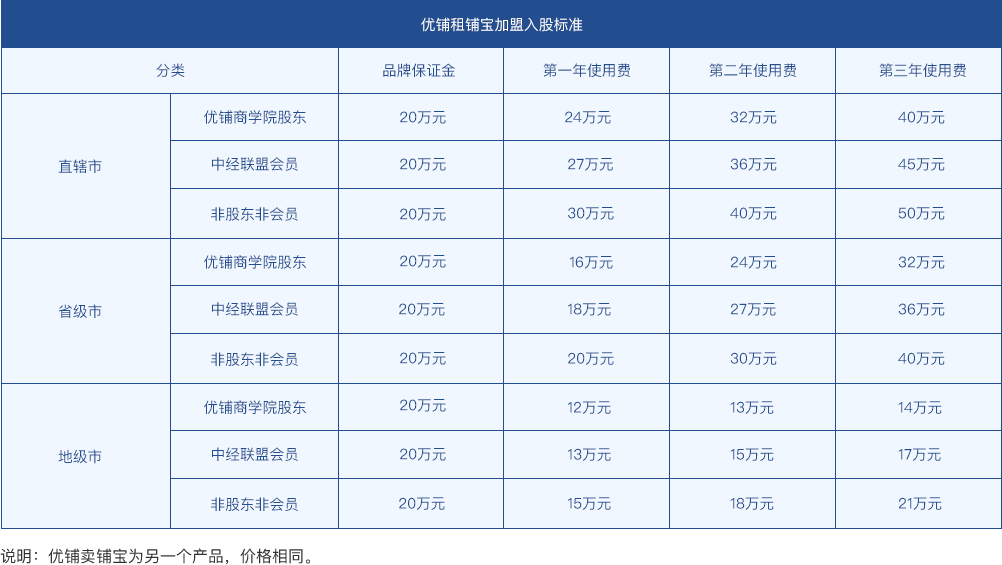 优铺租铺宝加盟入股标准
分类 品牌保证金 第一年使用费 第二年使用费 第三年使用费
直辖市
优铺商学院股东 20万元 24万元 32万元 40万元
中经联盟会员 20万元 27万元 36万元 45万元
非股东非会员 20万元 30万元 40万元 50万元
省级市
优铺商学院股东 20万元 16万元 24万元 32万元
中经联盟会员 20万元 18万元 27万元 36万元
非股东非会员 20万元 20万元 30万元 40万元
地级市
优铺商学院股东 20万元 12万元 13万元 14万元
中经联盟会员 20万元 13万元 15万元 17万元
非股东非会员 20万元 15万元 18万元 21万元
说明：优铺卖铺宝为另一个产品，价格相同。